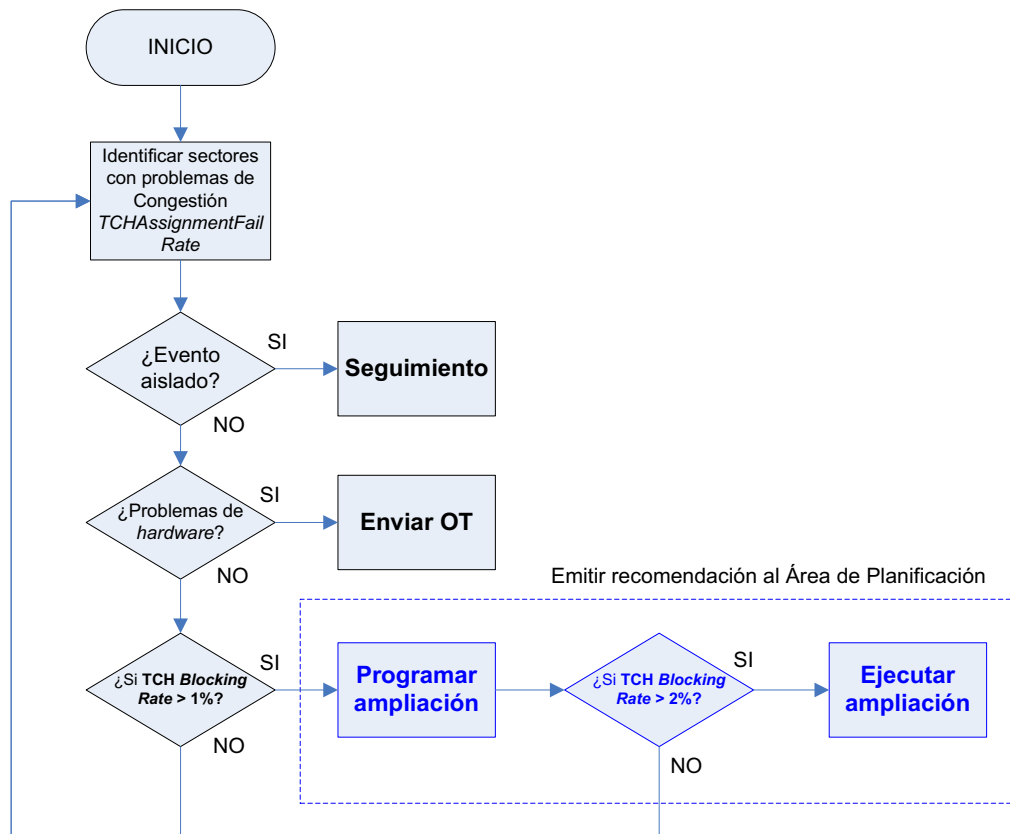 INICIO
Identificar sectores
con problemas de
Congestión
TCHAssignmentFail
Rate
¿Evento
aislado?
SI
Seguimiento
NO
¿Problemas de
hardware?
SI
Enviar OT
NO
Emitir recomendación al Área de Planificación
¿Si TCH Blocking
Rate > 1%?
SI
Programar
ampliación
¿Si TCH Blocking
Rate > 2%?
SI
Ejecutar
ampliación
NO
NO